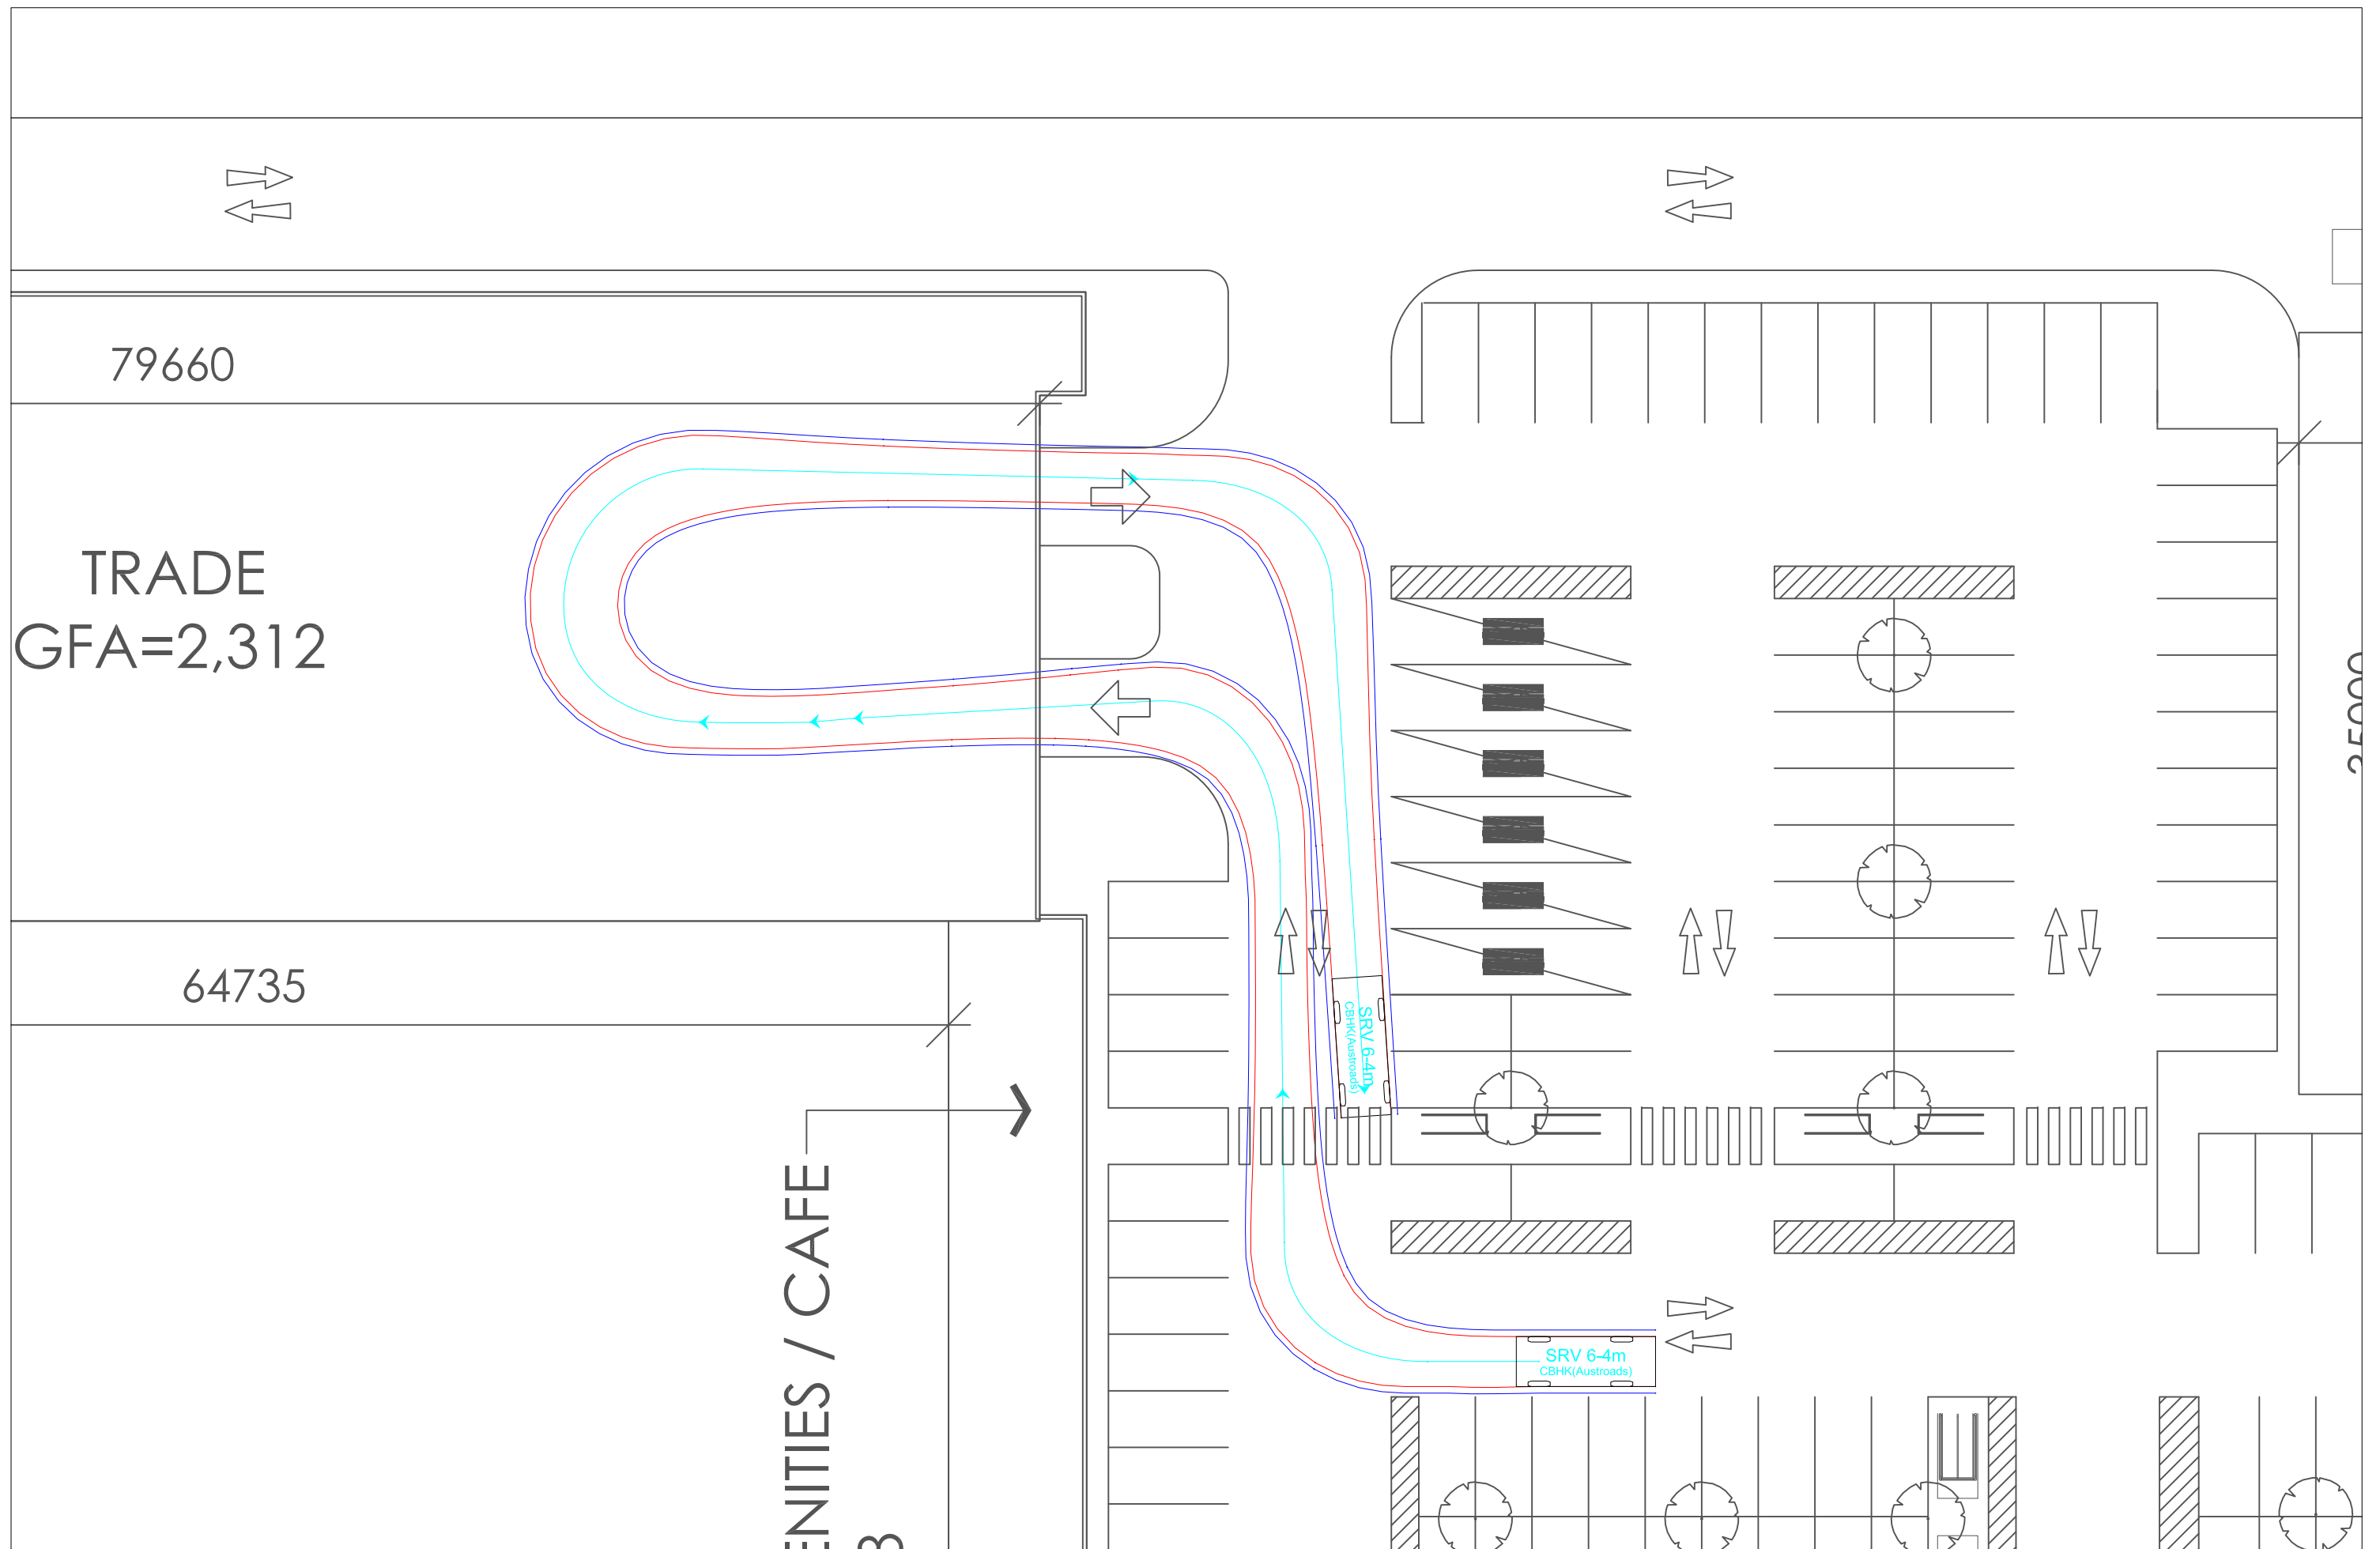 79660
TRADE
GFA=2,312
64735
ENITIES / CAFE
SRV 6-4m
CBHK(Austroads)
SRV 6-4m
CBHK(Austroads)